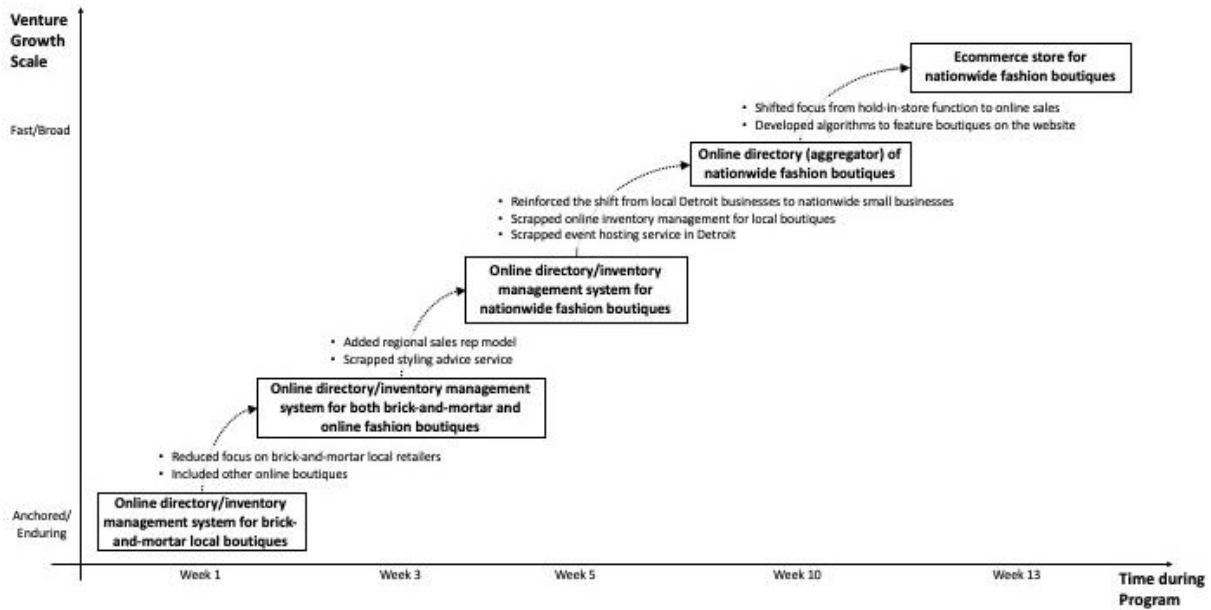 Venture
Growth
Scale
Fast/Broad
Anchored/
Enduring
Ecommerce store for
nationwide fashion boutiques
• Shifted focus from hold-in-store function to online sales
• Developed algorithms to feature boutiques on the website
Online directory (aggregator) of
nationwide fashion boutiques
• Reinforced the shift from local Detroit businesses to nationwide small businesses
• Scrapped online inventory management for local boutiques
• Scrapped event hosting service in Detroit
Online directory/inventory
management system for
nationwide fashion boutiques
• Added regional sales rep model
• Scrapped styling advice service
Online directory/inventory management
system for both brick-and-mortar and
online fashion boutiques
• Reduced focus on brick-and-mortar local retailers
• Included other online boutiques
Online directory/inventory
management system for brick-
and-mortar local boutiques
Week 1
Week 3
Week 5
Week 10
Week 13
Time during
Program